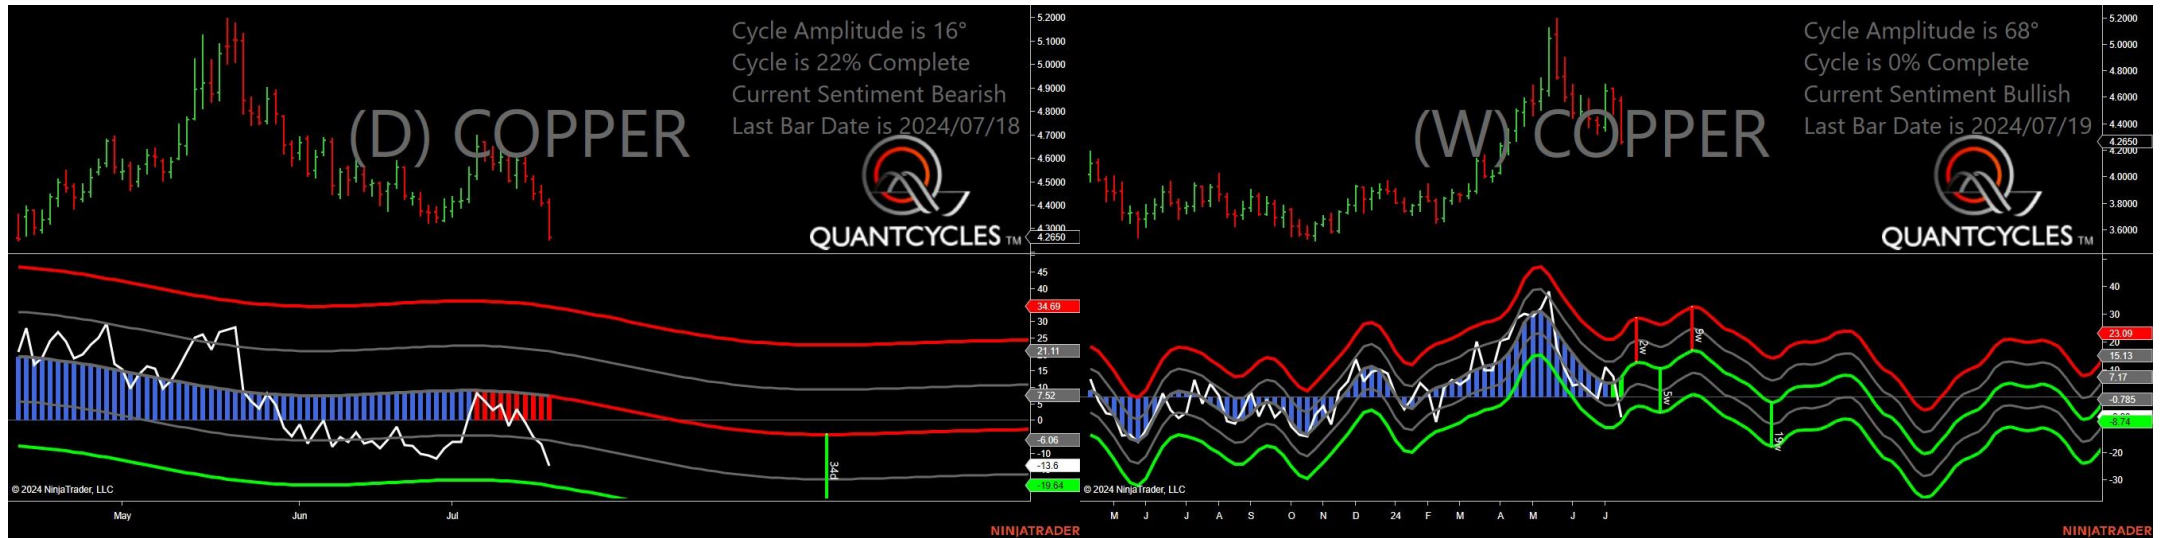 Cycle Amplitude is 16°
Cycle is 22% Complete
Current Sentiment Bearish
Last Bar Date is 2024/07/18
(D) COPPER
QUANTCYCLES TM
5.2000
5.1000
5.0000
4.9000
4.8000
4.7000
4.6000
4.5000
4.4000
4.3000
4.2650
45
40
34.69
30
25
21.11
15
10
7.52
5
0
-6.06
-10
-13.6
-19.64
34d
© 2024 NinjaTrader, LLC
May
Jun
Jul
NINJATRADER
Cycle Amplitude is 68°
Cycle is 0% Complete
Current Sentiment Bullish
Last Bar Date is 2024/07/19
(W) COPPER
QUANTCYCLES TM
5.2000
5.0000
4.8000
4.6000
4.4000
4.2650
4.2000
4.0000
3.8000
3.6000
40
30
23.09
20
15.13
10
7.17
-0.785
-8.74
-20
-30
2w
5w
9w
19w
© 2024 NinjaTrader, LLC
M J J A S O N D 24 F M A M J J
NINJATRADER